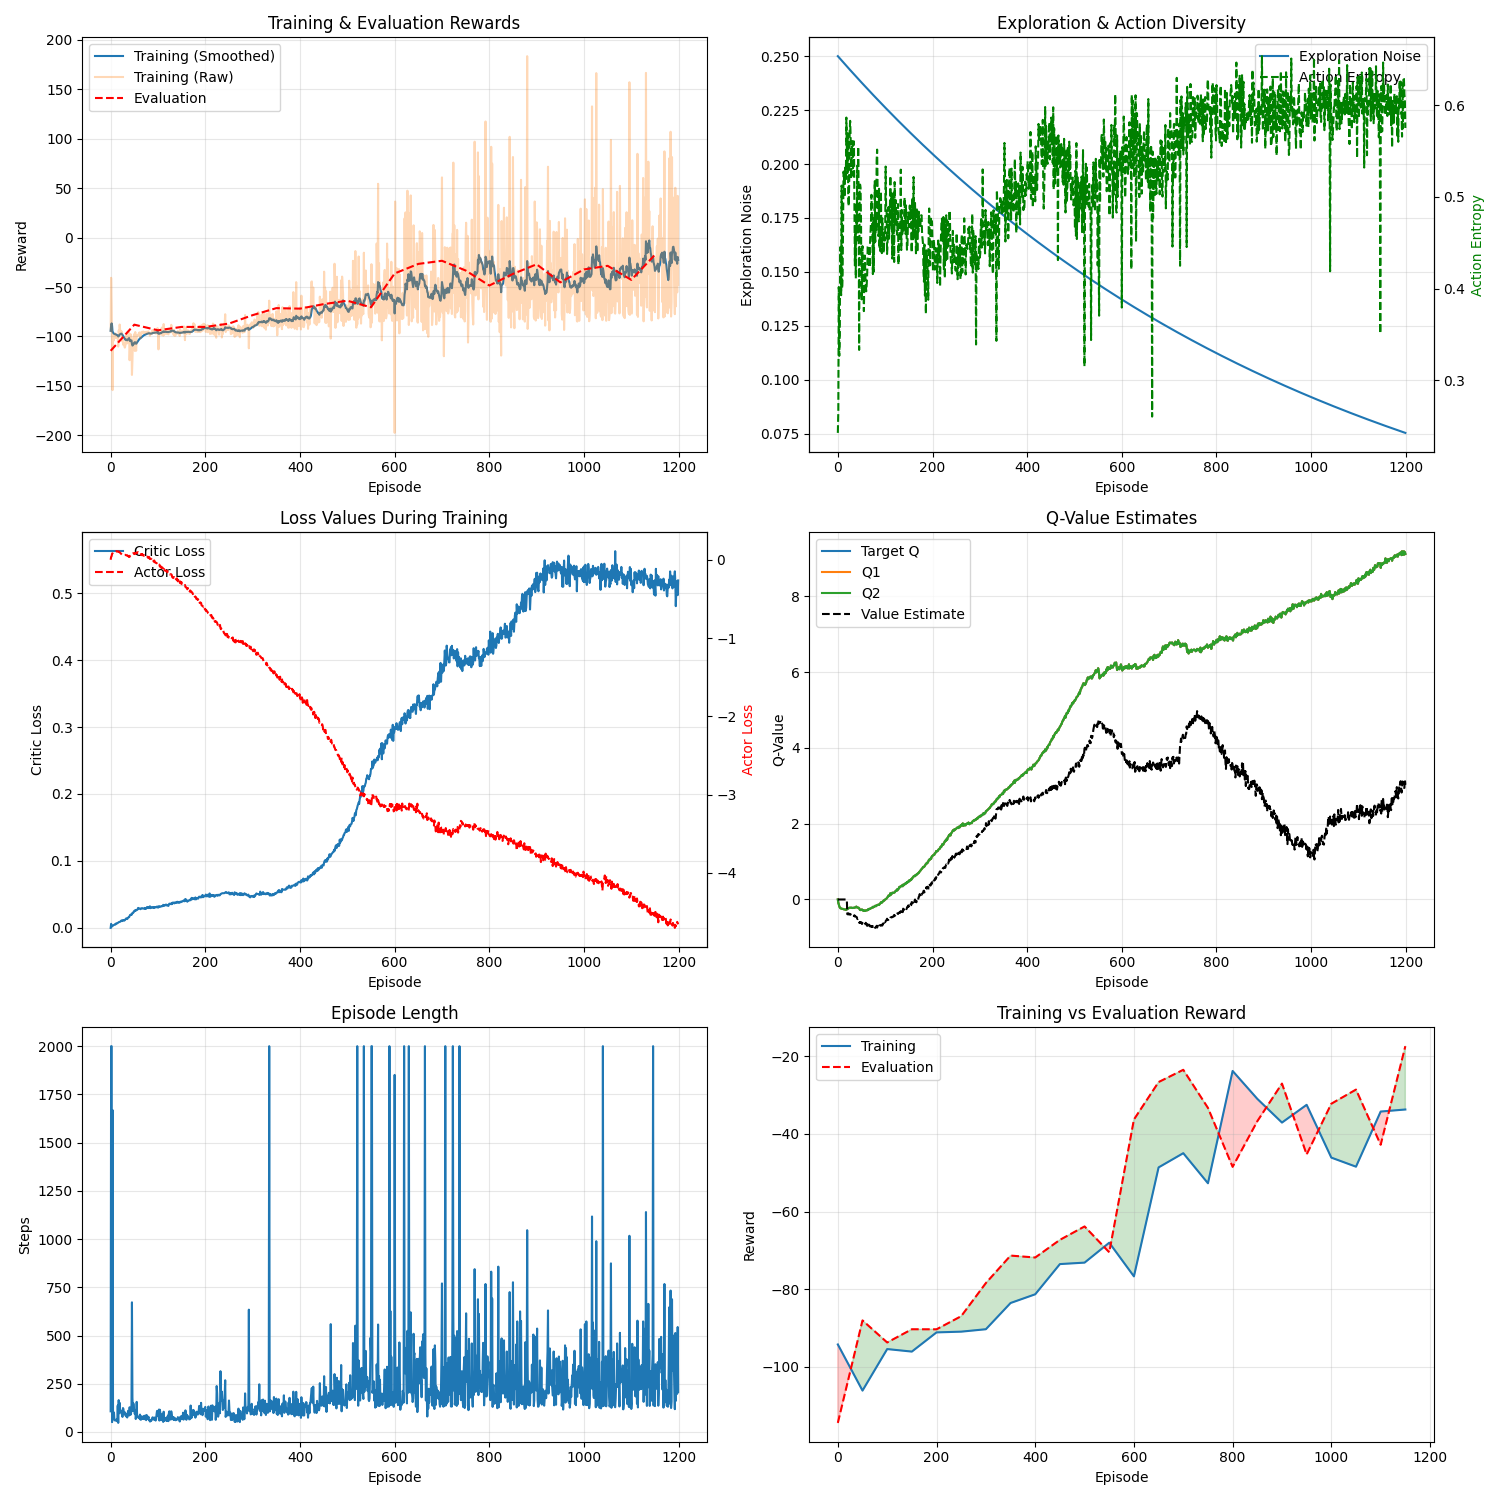 Training & Evaluation Rewards
200
150
100
50
0
−50
−100
−150
−200
Reward
Training (Smoothed)
Training (Raw)
Evaluation
0 200 400 600 800 1000 1200
Episode
Exploration & Action Diversity
0.250
0.225
0.200
0.175
0.150
0.125
0.100
0.075
Exploration Noise
Exploration Noise
Action Entropy
0.6
0.5
0.4
0.3
Action Entropy
0 200 400 600 800 1000 1200
Episode
Loss Values During Training
0.5
0.4
0.3
0.2
0.1
0.0
Critic Loss
Critic Loss
Actor Loss
0
−1
−2
−3
−4
Actor Loss
0 200 400 600 800 1000 1200
Episode
Q-Value Estimates
8
6
4
2
0
Q-Value
Target Q
Q1
Q2
Value Estimate
0 200 400 600 800 1000 1200
Episode
Episode Length
2000
1750
1500
1250
1000
750
500
250
0
Steps
0 200 400 600 800 1000 1200
Episode
Training vs Evaluation Reward
−20
−40
−60
−80
−100
Reward
Training
Evaluation
0 200 400 600 800 1000 1200
Episode